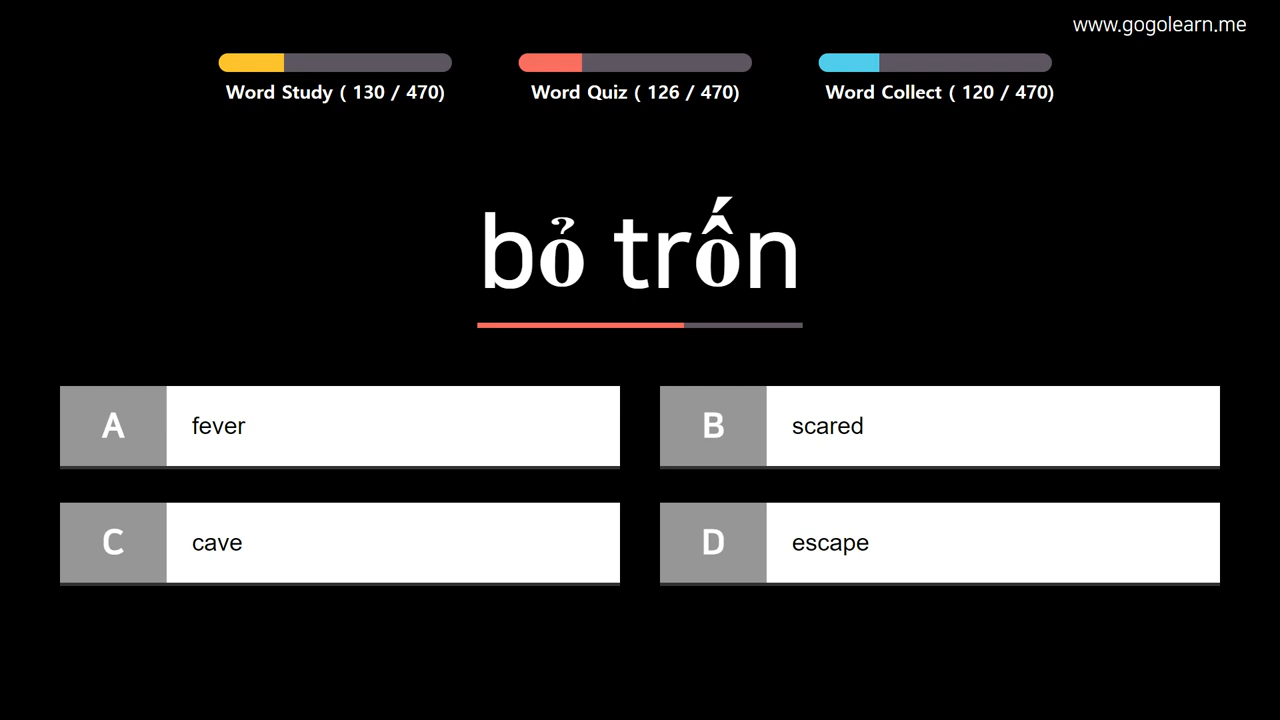 www.gogolearn.me
Word Study ( 130 / 470)
Word Quiz ( 126 / 470)
Word Collect ( 120 / 470)
bỏ trốn
A fever
B scared
C cave
D escape